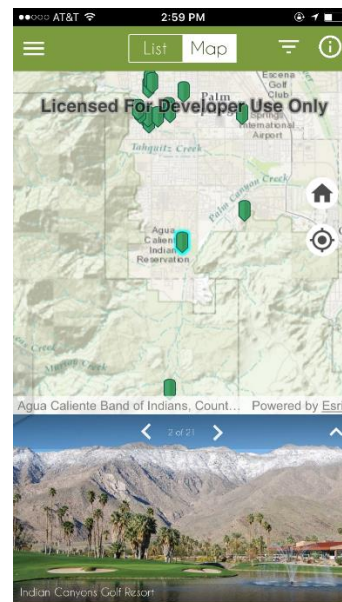 AT&T 2:59 PM
List Map
Escena
Golf
Club
Palm
Licensed For Developer Use Only
Springs
International
Airport
Tahquitz Creek
Palm Canyon Creek
Agua
Caliente
Indian
Reservation
Murray Creek
Agua Caliente Band of Indians, Count... Powered by Esri
2 of 21
Indian Canyons Golf Resort